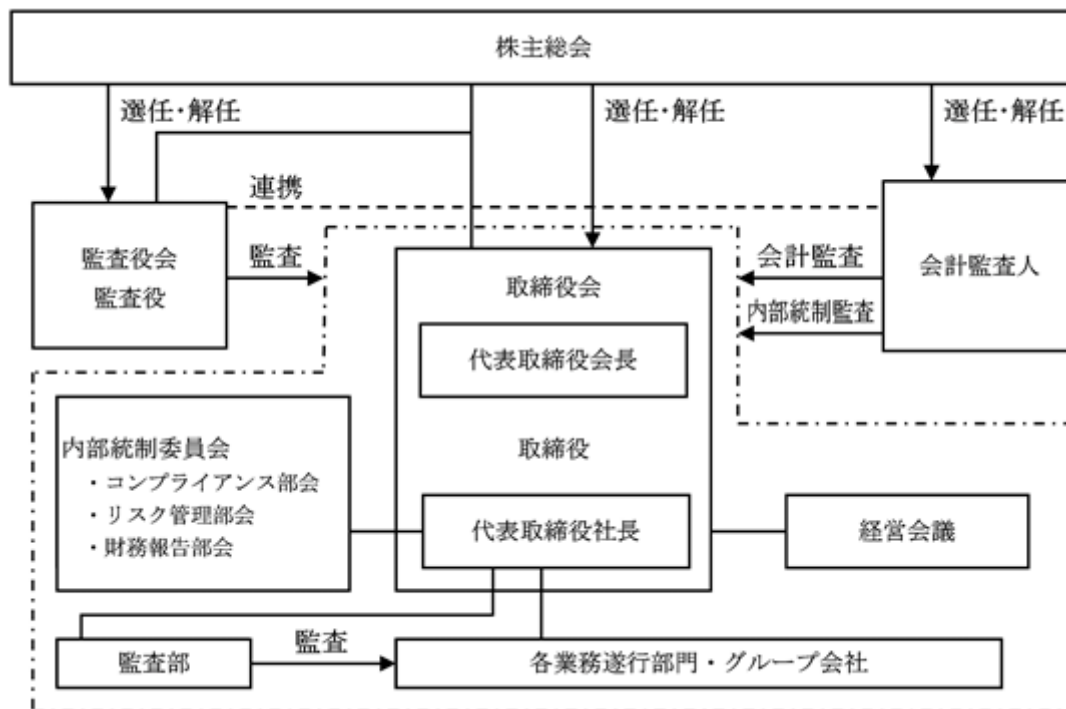 株主総会
選任・解任
選任・解任
選任・解任
連携
監査役会
監査役
監査
取締役会
会計監査
会計監査人
内部統制監査
代表取締役会長
取締役
内部統制委員会
・コンプライアンス部会
・リスク管理部会
・財務報告部会
代表取締役社長
経営会議
監査部
監査
各業務遂行部門・グループ会社